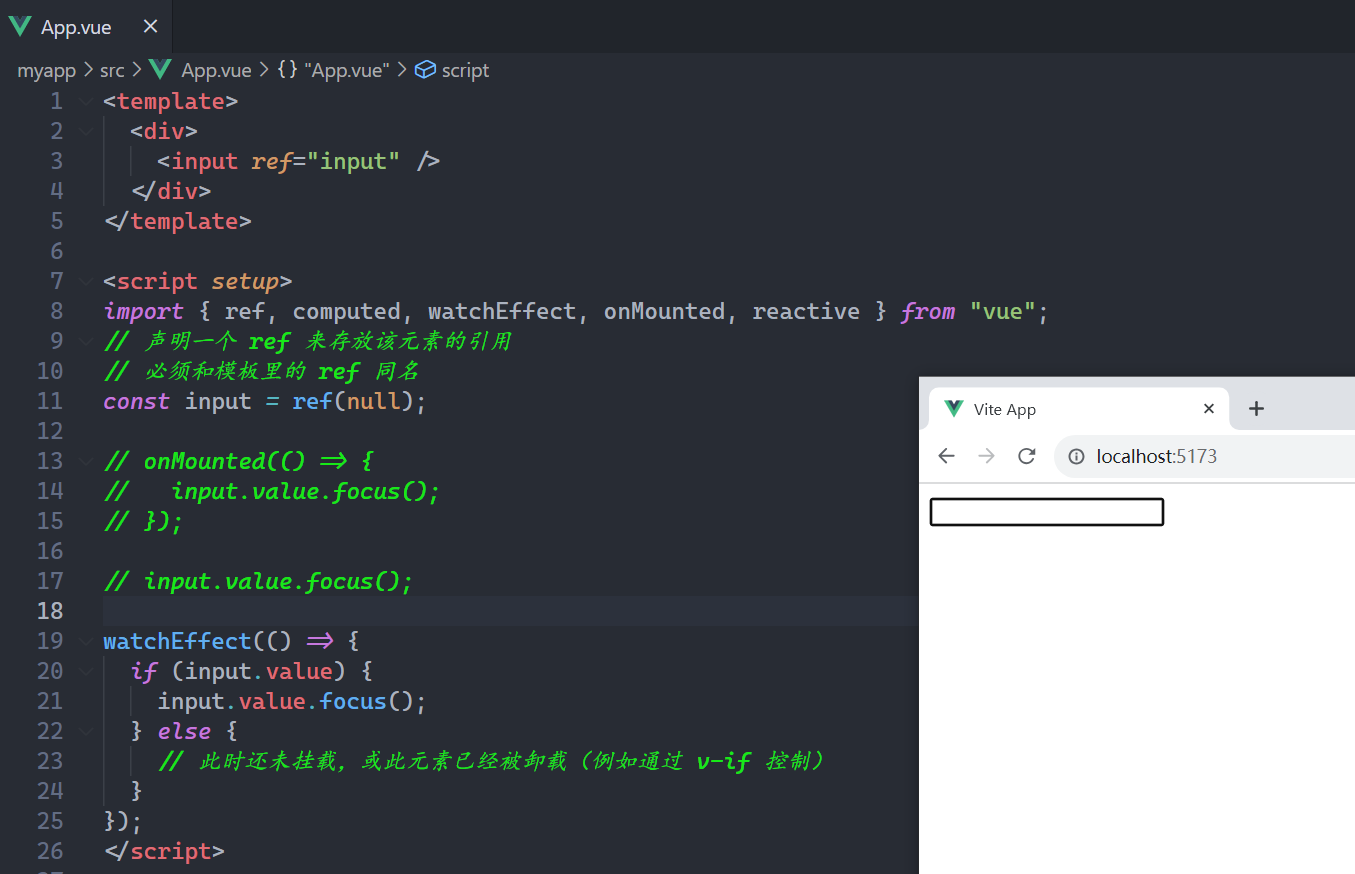 App.vue
myapp > src > App.vue > {} "App.vue" > script
1 <template>
2   <div>
3     <input ref="input" />
4   </div>
5 </template>
6
7 <script setup>
8 import { ref, computed, watchEffect, onMounted, reactive } from "vue";
9 // 声明一个 ref 来存放该元素的引用
10 // 必须和模板里的 ref 同名
11 const input = ref(null);
12
13 // onMounted(() => {
14 //   input.value.focus();
15 // });
16
17 // input.value.focus();
18
19 watchEffect(() => {
20   if (input.value) {
21     input.value.focus();
22   } else {
23     // 此时还未挂载，或此元素已经被卸载（例如通过 v-if 控制）
24   }
25 });
26 </script>
Vite App
localhost:5173